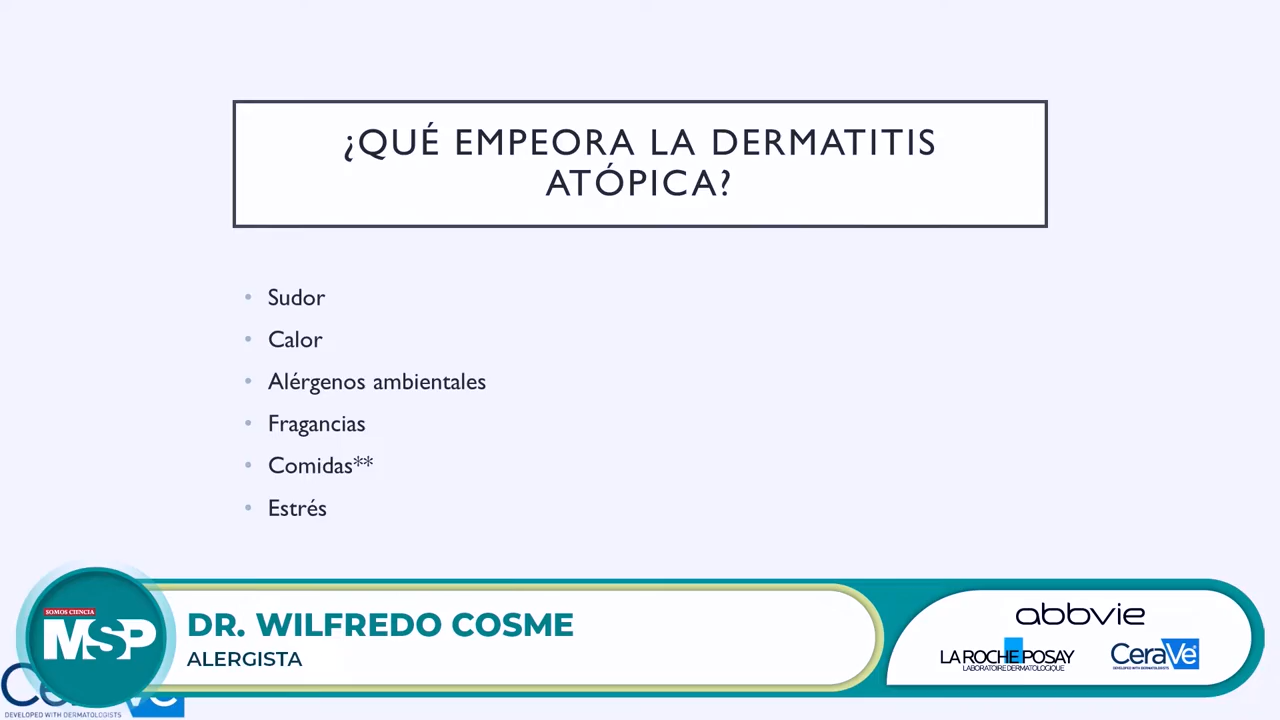 ¿QUÉ EMPEORA LA DERMATITIS
ATÓPICA?
• Sudor
• Calor
• Alérgenos ambientales
• Fragancias
• Comidas**
• Estrés
SOMOS CIENCIA
MSP
DR. WILFREDO COSME
ALERGISTA
abbvie
LA ROCHE POSAY
LABORATOIRE DERMATOLOGIQUE
CeraVe
DEVELOPED WITH DERMATOLOGISTS
DEVELOPED WITH DERMATOLOGISTS